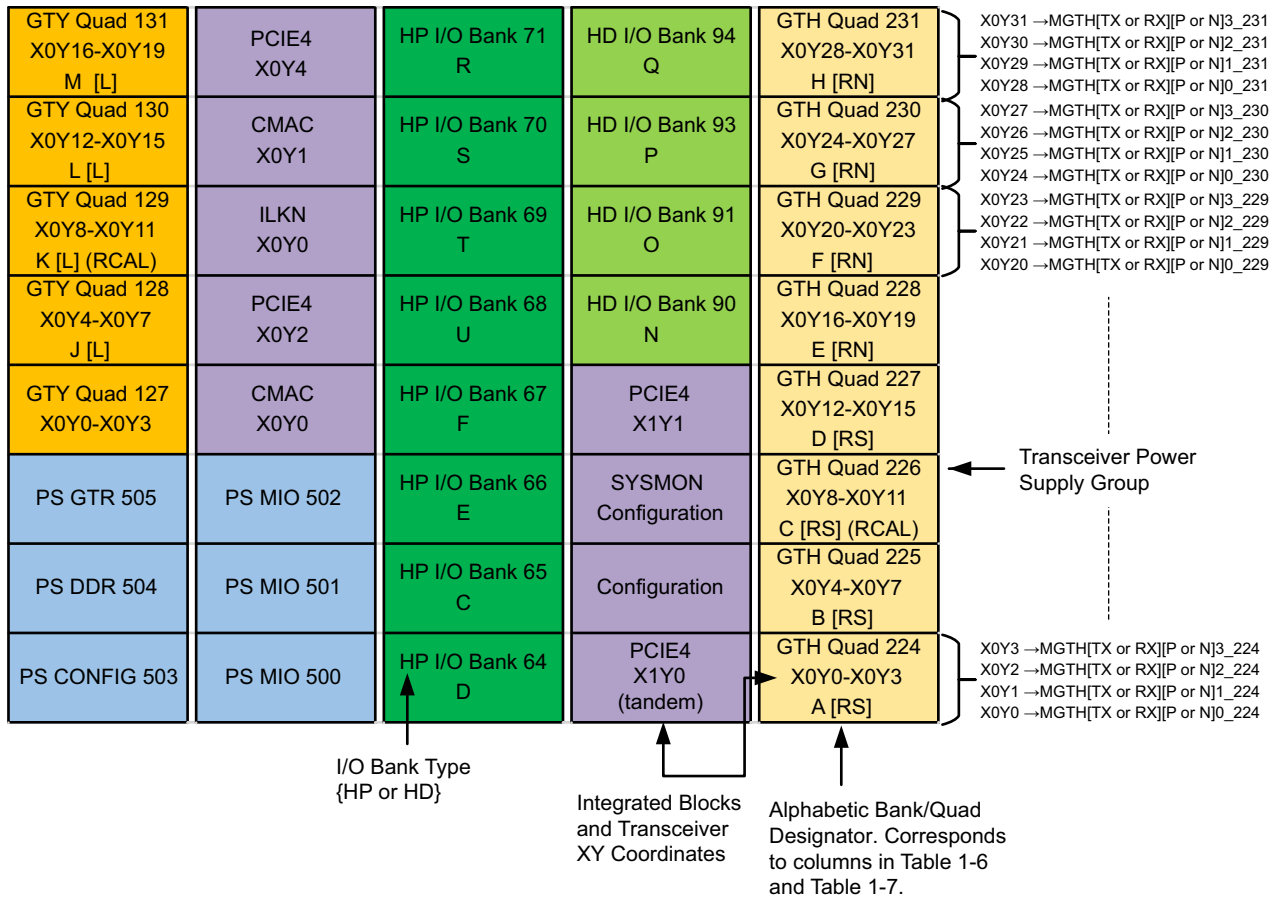 GTY Quad 131
X0Y16-X0Y19
M [L]
PCIE4
X0Y4
HP I/O Bank 71
R
HD I/O Bank 94
Q
GTH Quad 231
X0Y28-X0Y31
H [RN]
X0Y31 →MGTH[TX or RX][P or N]3_231
X0Y30 →MGTH[TX or RX][P or N]2_231
X0Y29 →MGTH[TX or RX][P or N]1_231
X0Y28 →MGTH[TX or RX][P or N]0_231
GTY Quad 130
X0Y12-X0Y15
L [L]
CMAC
X0Y1
HP I/O Bank 70
S
HD I/O Bank 93
P
GTH Quad 230
X0Y24-X0Y27
G [RN]
X0Y27 →MGTH[TX or RX][P or N]3_230
X0Y26 →MGTH[TX or RX][P or N]2_230
X0Y25 →MGTH[TX or RX][P or N]1_230
X0Y24 →MGTH[TX or RX][P or N]0_230
GTY Quad 129
X0Y8-X0Y11
K [L] (RCAL)
ILKN
X0Y0
HP I/O Bank 69
T
HD I/O Bank 91
O
GTH Quad 229
X0Y20-X0Y23
F [RN]
X0Y23 →MGTH[TX or RX][P or N]3_229
X0Y22 →MGTH[TX or RX][P or N]2_229
X0Y21 →MGTH[TX or RX][P or N]1_229
X0Y20 →MGTH[TX or RX][P or N]0_229
GTY Quad 128
X0Y4-X0Y7
J [L]
PCIE4
X0Y2
HP I/O Bank 68
U
HD I/O Bank 90
N
GTH Quad 228
X0Y16-X0Y19
E [RN]
GTY Quad 127
X0Y0-X0Y3
CMAC
X0Y0
HP I/O Bank 67
F
PCIE4
X1Y1
GTH Quad 227
X0Y12-X0Y15
D [RS]
PS GTR 505
PS MIO 502
HP I/O Bank 66
E
SYSMON
Configuration
GTH Quad 226
X0Y8-X0Y11
C [RS] (RCAL)
Transceiver Power
Supply Group
PS DDR 504
PS MIO 501
HP I/O Bank 65
C
Configuration
GTH Quad 225
X0Y4-X0Y7
B [RS]
PS CONFIG 503
PS MIO 500
HP I/O Bank 64
D
PCIE4
X1Y0
(tandem)
GTH Quad 224
X0Y0-X0Y3
A [RS]
X0Y3 →MGTH[TX or RX][P or N]3_224
X0Y2 →MGTH[TX or RX][P or N]2_224
X0Y1 →MGTH[TX or RX][P or N]1_224
X0Y0 →MGTH[TX or RX][P or N]0_224
I/O Bank Type
{HP or HD}
Integrated Blocks
and Transceiver
XY Coordinates
Alphabetic Bank/Quad
Designator. Corresponds
to columns in Table 1-6
and Table 1-7.